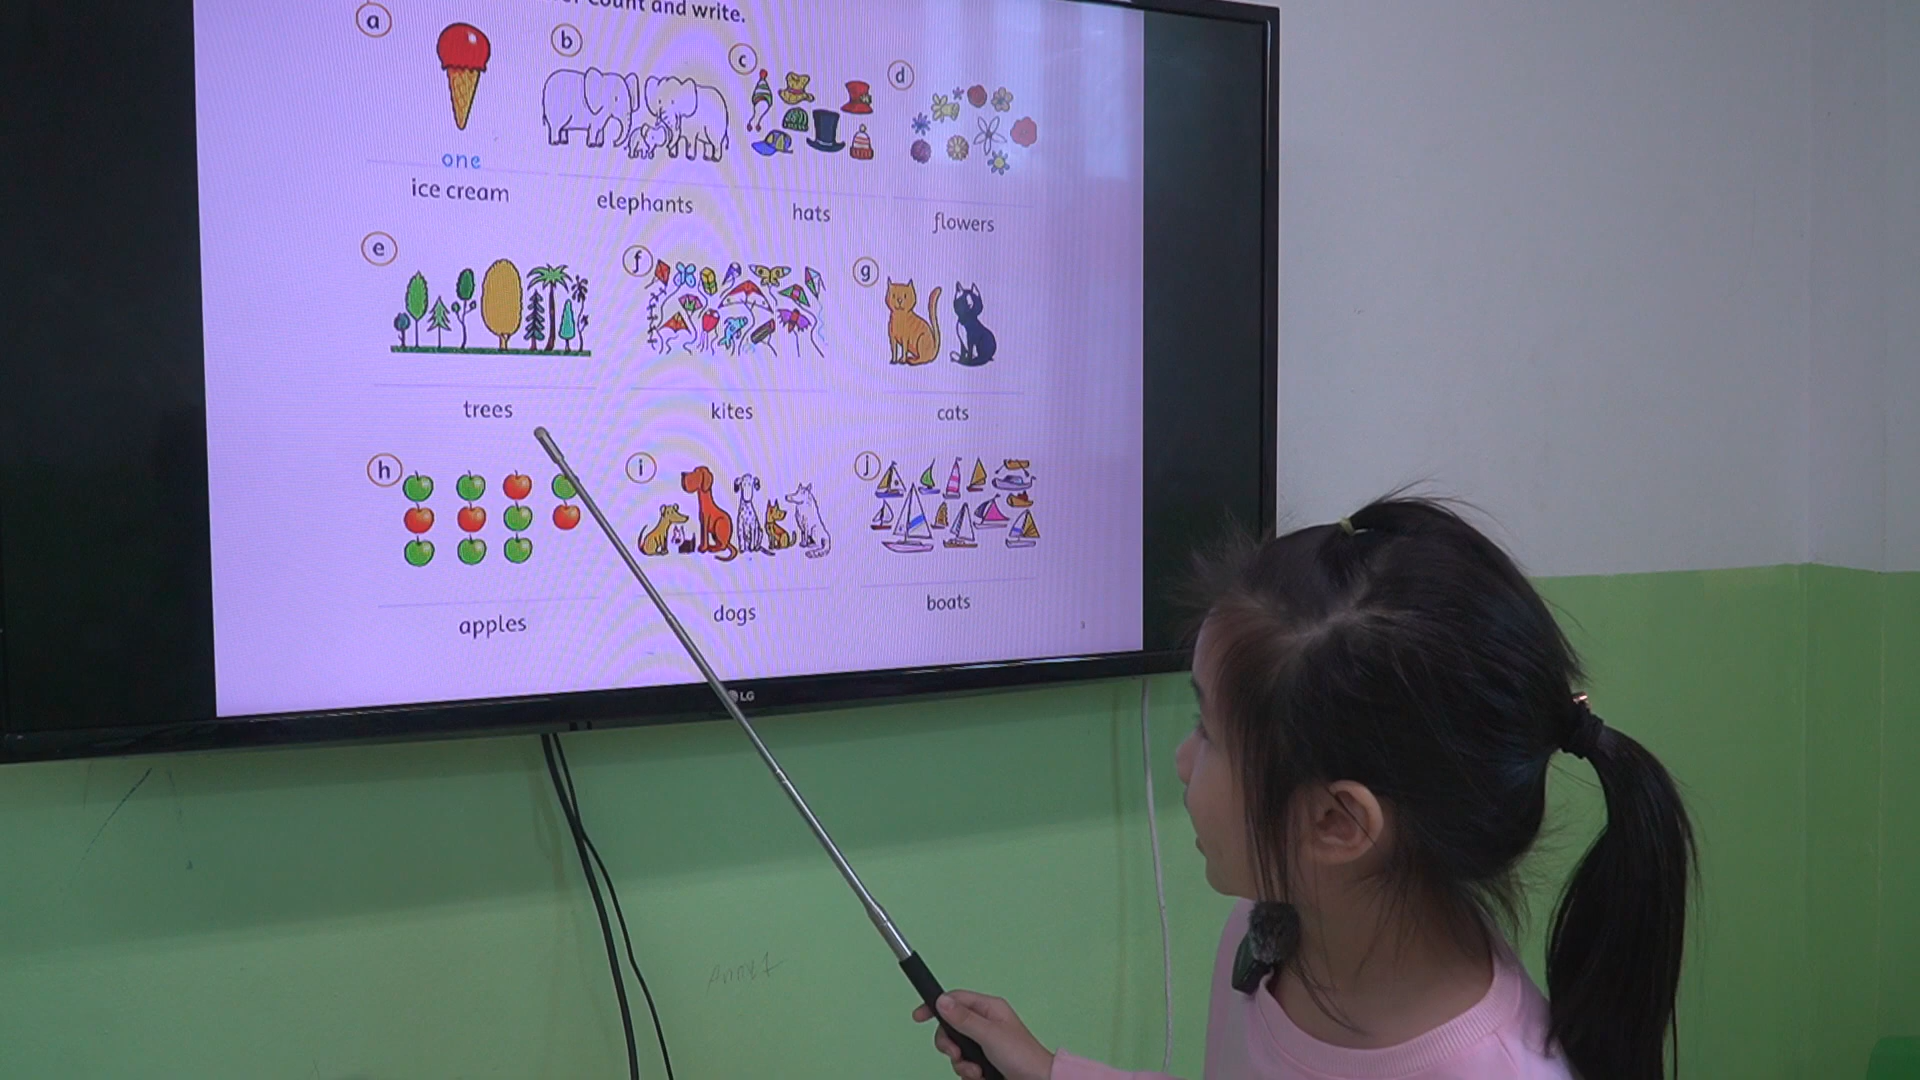 Count and write.
a
b
c
d
one
ice cream
elephants
hats
flowers
e
f
g
trees
kites
cats
h
i
j
apples
dogs
boats
LG